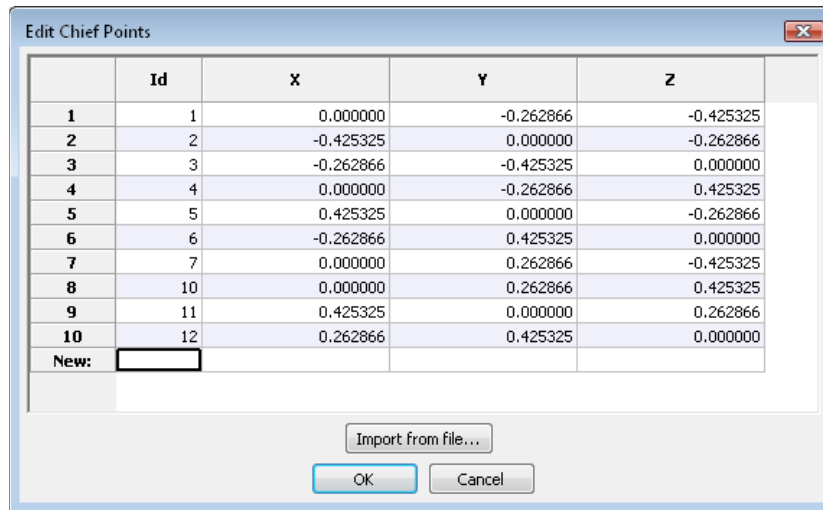 Edit Chief Points
Id X Y Z
1 1 0.000000 -0.262866 -0.425325
2 2 -0.425325 0.000000 -0.262866
3 3 -0.262866 -0.425325 0.000000
4 4 0.000000 -0.262866 0.425325
5 5 0.425325 0.000000 -0.262866
6 6 -0.262866 0.425325 0.000000
7 7 0.000000 0.262866 -0.425325
8 10 0.000000 0.262866 0.425325
9 11 0.425325 0.000000 0.262866
10 12 0.262866 0.425325 0.000000
New:
Import from file...
OK Cancel